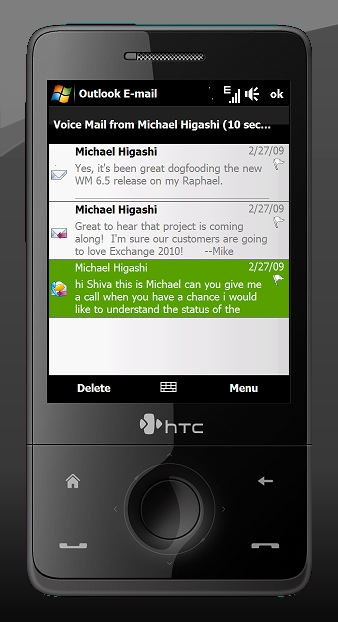 Outlook E-mail E ok
Voice Mail from Michael Higashi (10 sec...
Michael Higashi 2/27/09
Yes, it's been great dogfooding the new
WM 6.5 release on my Raphael.
Michael Higashi 2/27/09
Great to hear that project is coming
along! I'm sure our customers are going
to love Exchange 2010! --Mike
Michael Higashi 2/27/09
hi Shiva this is Michael can you give me
a call when you have a chance i would
like to understand the status of the
Delete Menu
hTC